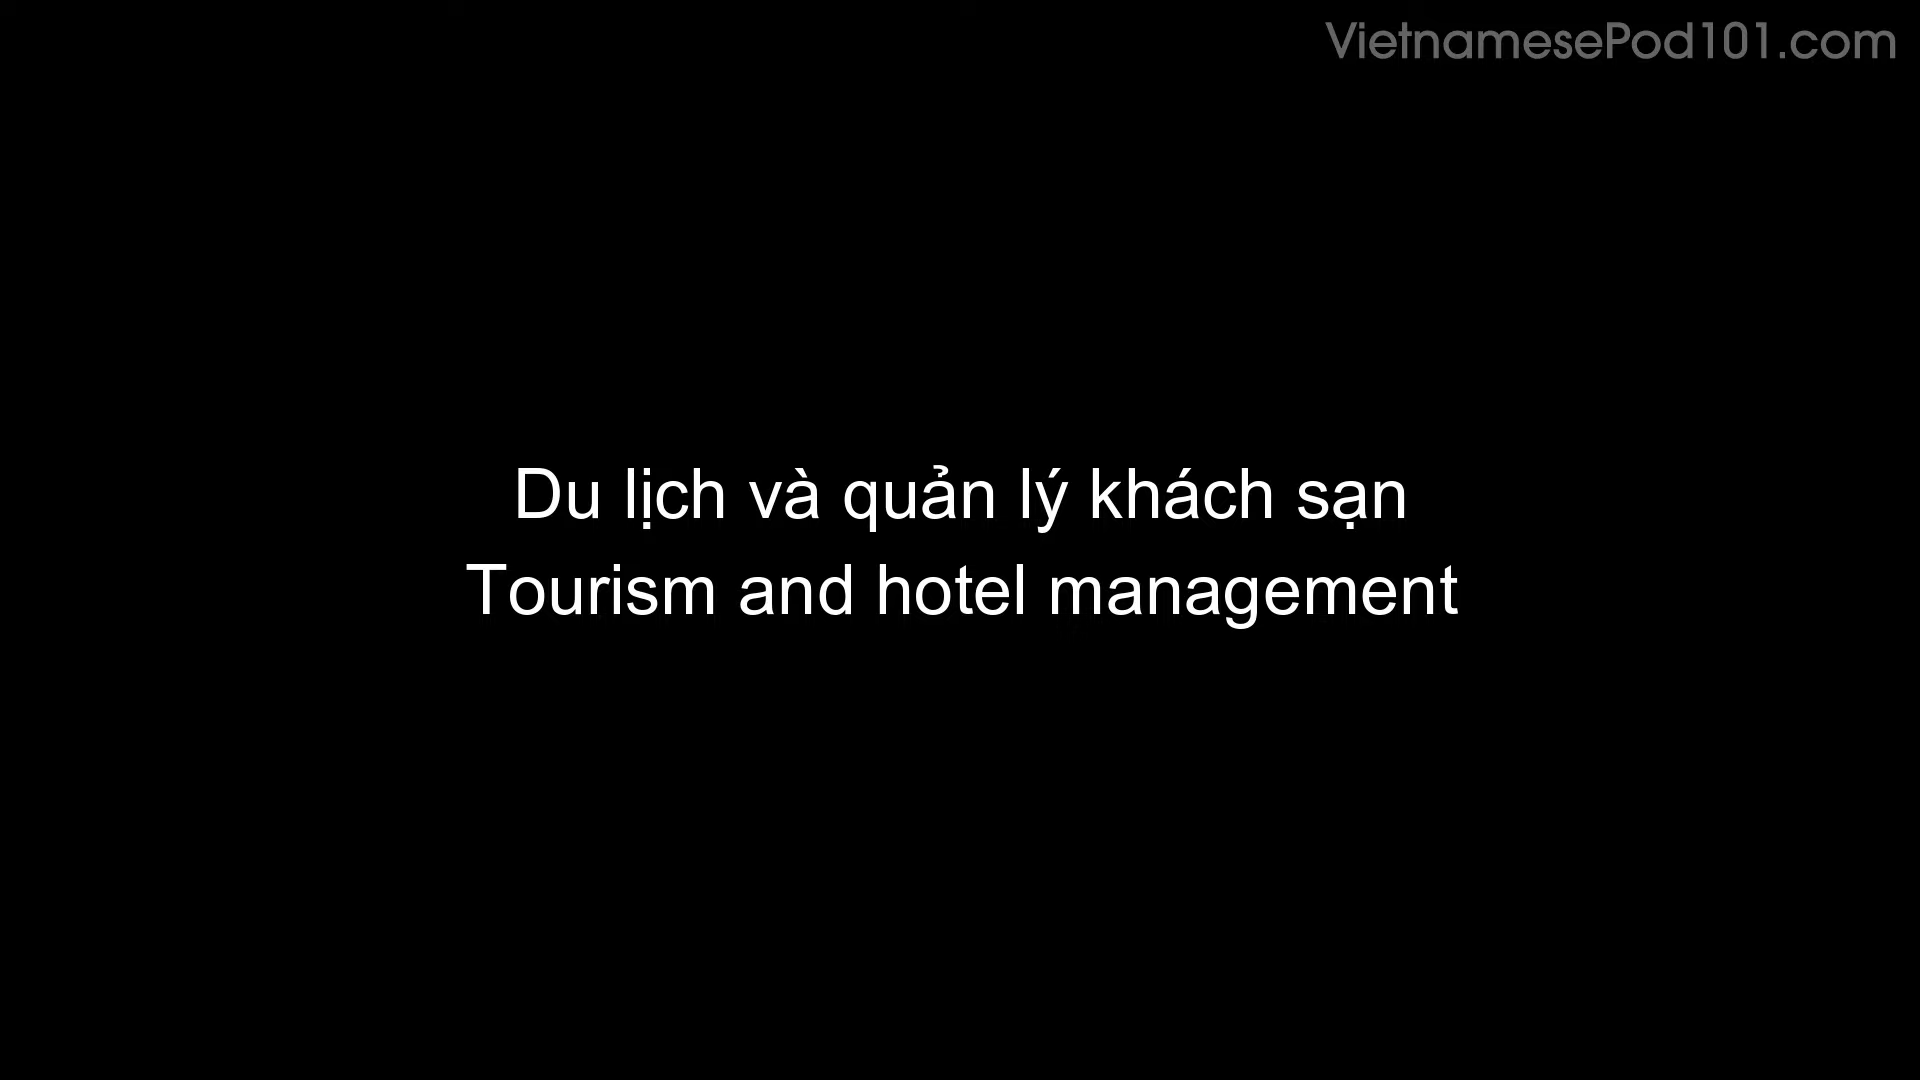 VietnamesePod101.com
Du lịch và quản lý khách sạn
Tourism and hotel management